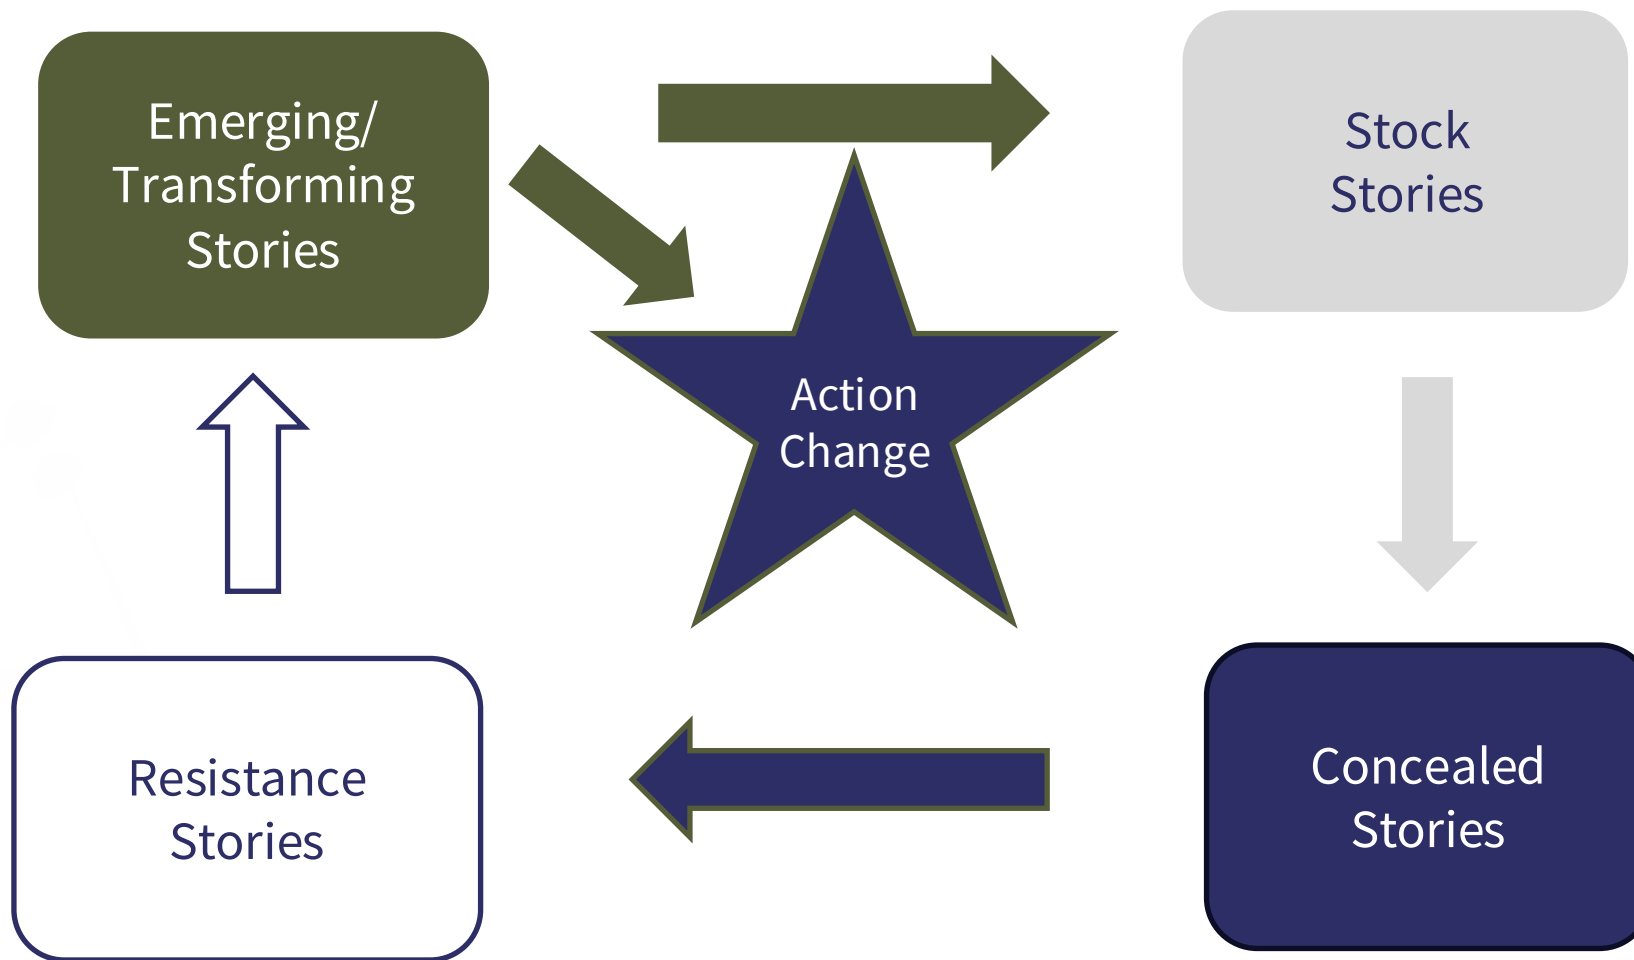 Emerging/
Transforming
Stories
Stock
Stories
Action
Change
Resistance
Stories
Concealed
Stories